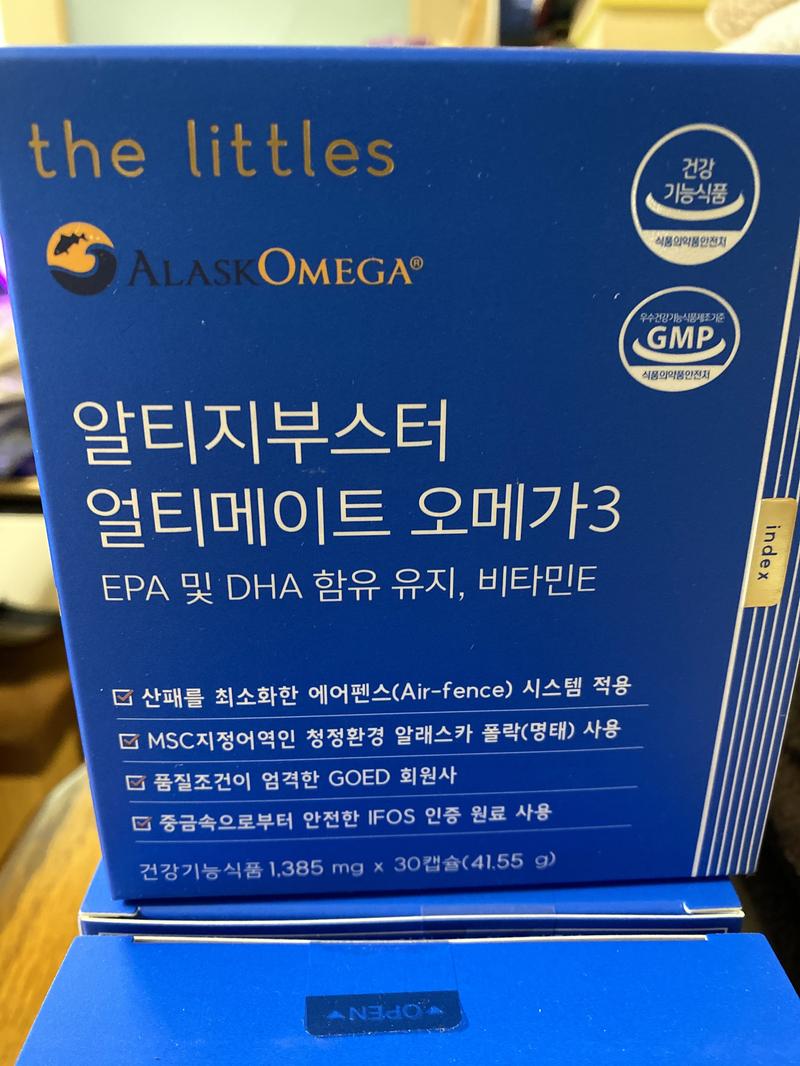 the littles
ALASKOMEGA®
건강
기능식품
식품의약품안전처
우수건강기능식품제조기준
GMP
식품의약품안전처
알티지부스터
얼티메이트 오메가3
EPA 및 DHA 함유 유지, 비타민E
index
산패를 최소화한 에어펜스(Air-fence) 시스템 적용
MSC지정어역인 청정환경 알래스카 폴락(명태) 사용
품질조건이 엄격한 GOED 회원사
중금속으로부터 안전한 IFOS 인증 원료 사용
건강기능식품 1,385 mg x 30캡슐(41.55 g)
OPEN